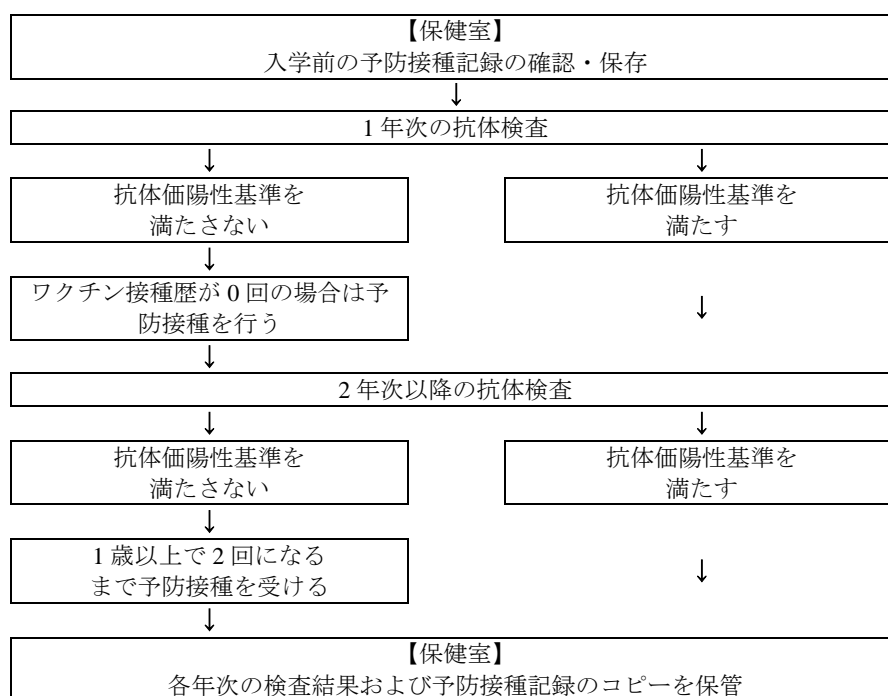 【保健室】
入学前の予防接種記録の確認・保存
↓
1年次の抗体検査
↓ ↓
抗体価陽性基準を
満たさない
抗体価陽性基準を
満たす
↓
ワクチン接種歴が0回の場合は予
防接種を行う
↓
↓
2年次以降の抗体検査
↓ ↓
抗体価陽性基準を
満たさない
抗体価陽性基準を
満たす
↓
1歳以上で2回になる
まで予防接種を受ける
↓
↓
【保健室】
各年次の検査結果および予防接種記録のコピーを保管